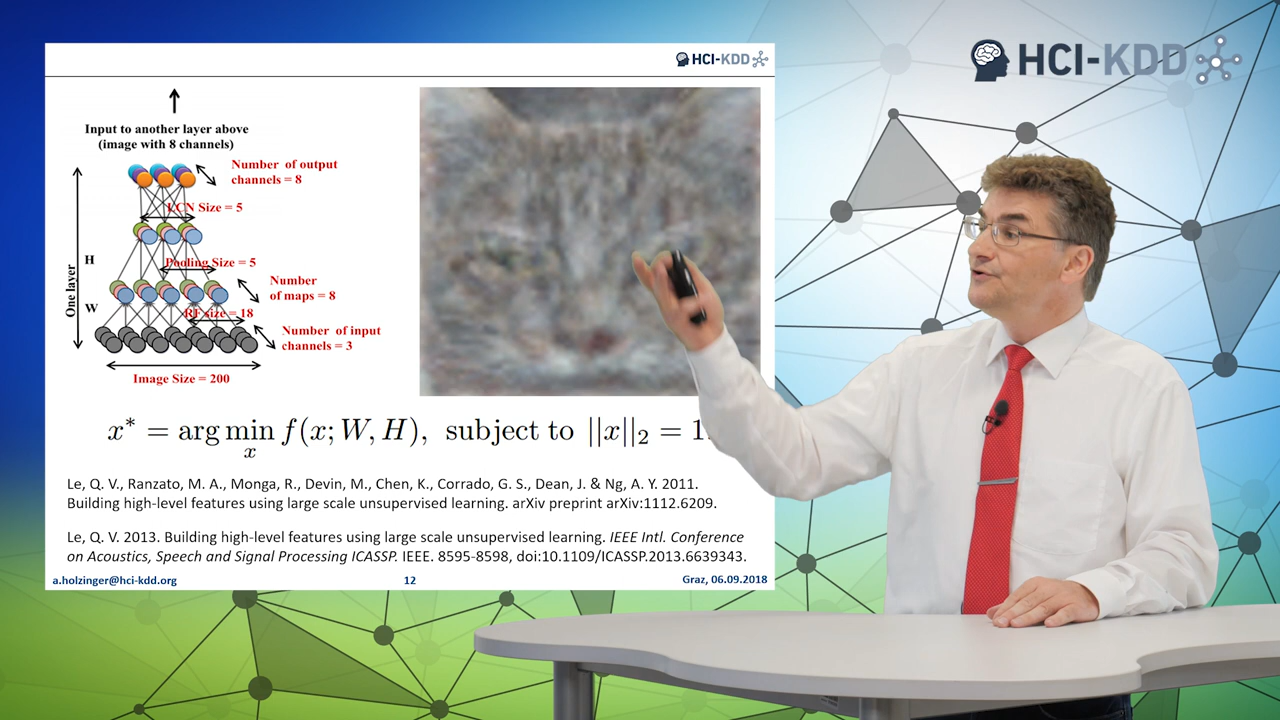 HCI-KDD
HCI-KDD
Input to another layer above
(image with 8 channels)
Number of output
channels = 8
LCN Size = 5
H
Pooling Size = 5
One layer
Number
of maps = 8
W
RF size = 18
Number of input
channels = 3
Image Size = 200
x* = arg min f(x; W, H), subject to ||x||₂ = 1.
x
Le, Q. V., Ranzato, M. A., Monga, R., Devin, M., Chen, K., Corrado, G. S., Dean, J. & Ng, A. Y. 2011.
Building high-level features using large scale unsupervised learning. arXiv preprint arXiv:1112.6209.
Le, Q. V. 2013. Building high-level features using large scale unsupervised learning. IEEE Intl. Conference
on Acoustics, Speech and Signal Processing ICASSP. IEEE. 8595-8598, doi:10.1109/ICASSP.2013.6639343.
a.holzinger@hci-kdd.org 12 Graz, 06.09.2018